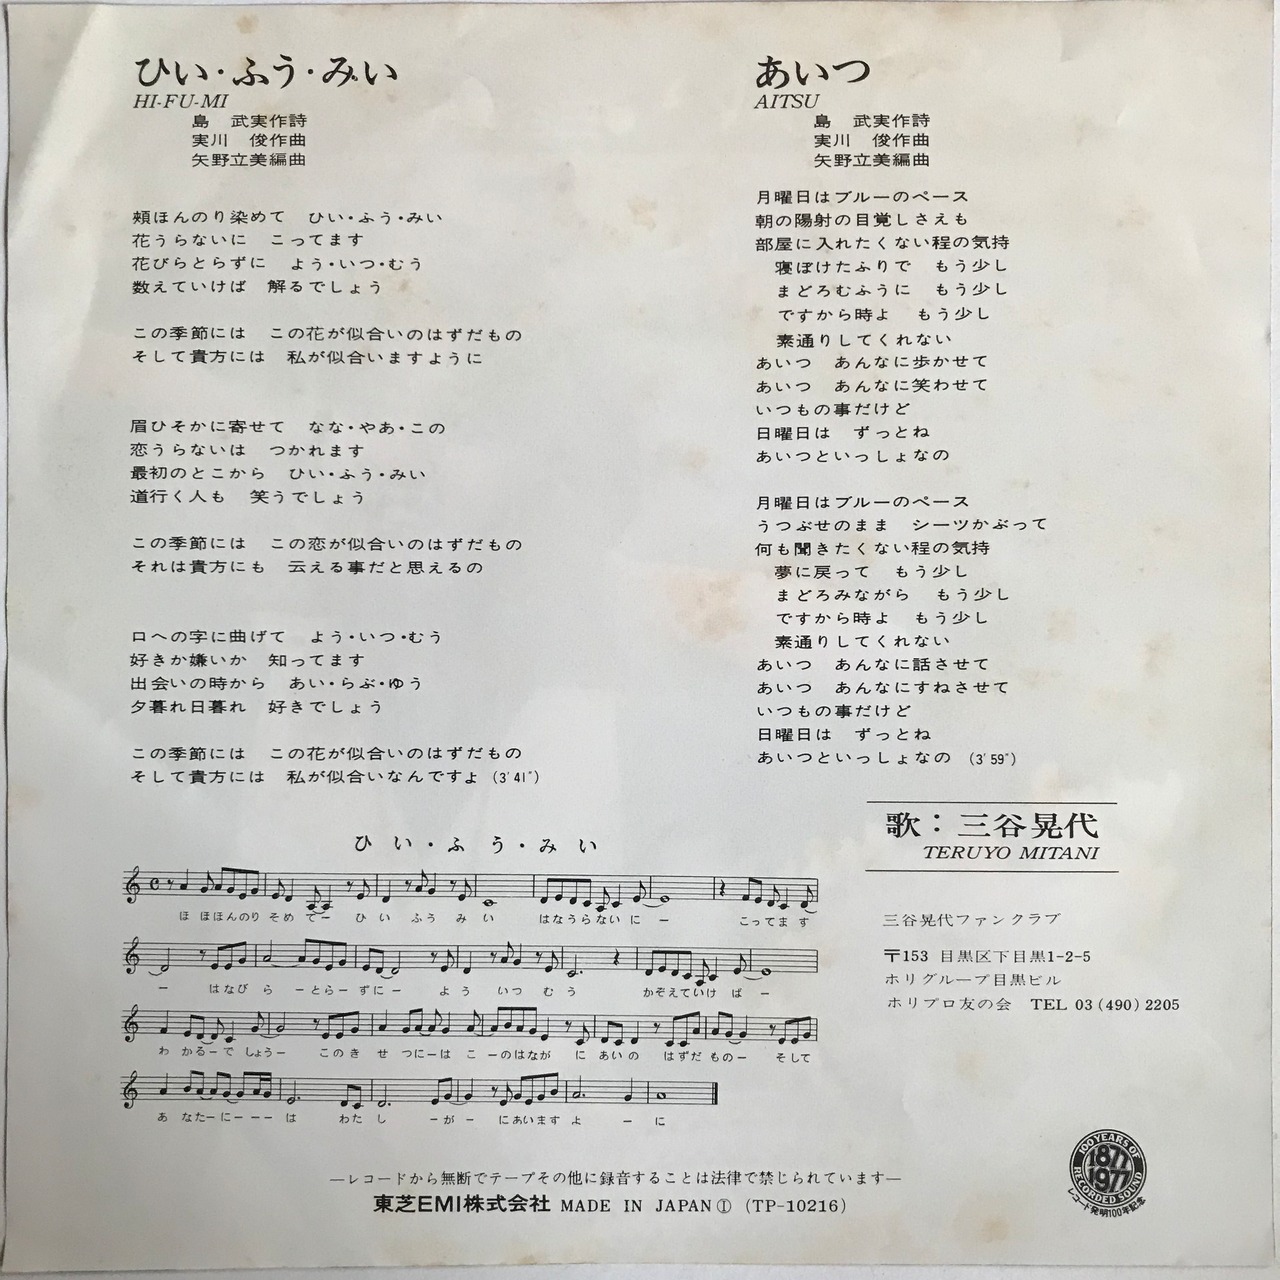 ひい・ふう・みい
HI-FU-MI
島　武実作詩
実川　俊作曲
矢野立美編曲
頬ほんのり染めて　ひい・ふう・みい
花うらないに　こってます
花びらとらずに　よう・いつ・むう
数えていけば　解るでしょう
この季節には　この花が似合いのはずだもの
そして貴方には　私が似合いますように
眉ひそかに寄せて　なな・やあ・この
恋うらないは　つかれます
最初のとこから　ひい・ふう・みい
道行く人も　笑うでしょう
この季節には　この恋が似合いのはずだもの
それは貴方にも　云える事だと思えるの
口への字に曲げて　よう・いつ・むう
好きか嫌いか　知ってます
出会いの時から　あい・らぶ・ゆう
夕暮れ日暮れ　好きでしょう
この季節には　この花が似合いのはずだもの
そして貴方には　私が似合いなんですよ (3′41″)
あいつ
AITSU
島　武実作詩
実川　俊作曲
矢野立美編曲
月曜日はブルーのペース
朝の陽射の目覚しさえも
部屋に入れたくない程の気持
寝ぼけたふりで　もう少し
まどろむふうに　もう少し
ですから時よ　もう少し
素通りしてくれない
あいつ　あんなに歩かせて
あいつ　あんなに笑わせて
いつもの事だけど
日曜日は　ずっとね
あいつといっしょなの
月曜日はブルーのペース
うつぶせのまま　シーツかぶって
何も聞きたくない程の気持
夢に戻って　もう少し
まどろみながら　もう少し
ですから時よ　もう少し
素通りしてくれない
あいつ　あんなに話させて
あいつ　あんなにすねさせて
いつもの事だけど
日曜日は　ずっとね
あいつといっしょなの (3′59″)
歌：三谷晃代
TERUYO MITANI
三谷晃代ファンクラブ
〒153 目黒区下目黒1-2-5
ホリグループ目黒ビル
ホリプロ友の会　TEL 03(490)2205
ひい・ふう・みい
ほ ほほんのり そめ てー ひい ふう みい はなうらないに ー こってます
ー はなび ら ーとらーずにー よう いつ むう かぞえていけ ば ー
わ かるーで しょうー このき せ つにーは こ ーのはなが に あいの はずだ ものー そして
あ なたーにーーー は わた し ーがー にあいます よ ー に
―レコードから無断でテープその他に録音することは法律で禁じられています―
東芝EMI株式会社 MADE IN JAPAN Ⓘ (TP-10216)
100 YEARS OF
1877
1977
RECORDED SOUND
レコード発明100年記念